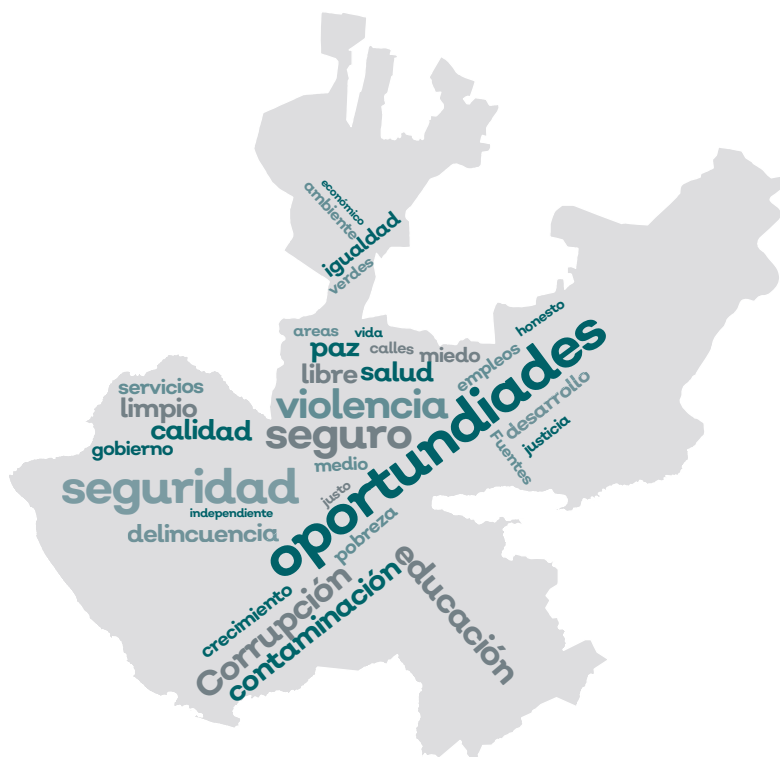 económico
ambiente
igualdad
verdes
honesto
areas
vida
paz
calles
miedo
empleos
libre
salud
oportundiades
servicios
limpio
violencia
desarrollo
calidad
seguro
justicia
gobierno
Fuentes
medio
seguridad
justo
independiente
delincuencia
pobreza
educación
crecimiento
Corrupción
contaminación